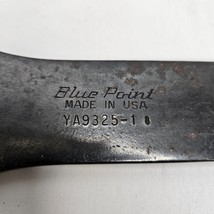 Blue Point
MADE IN USA
YA9325-1